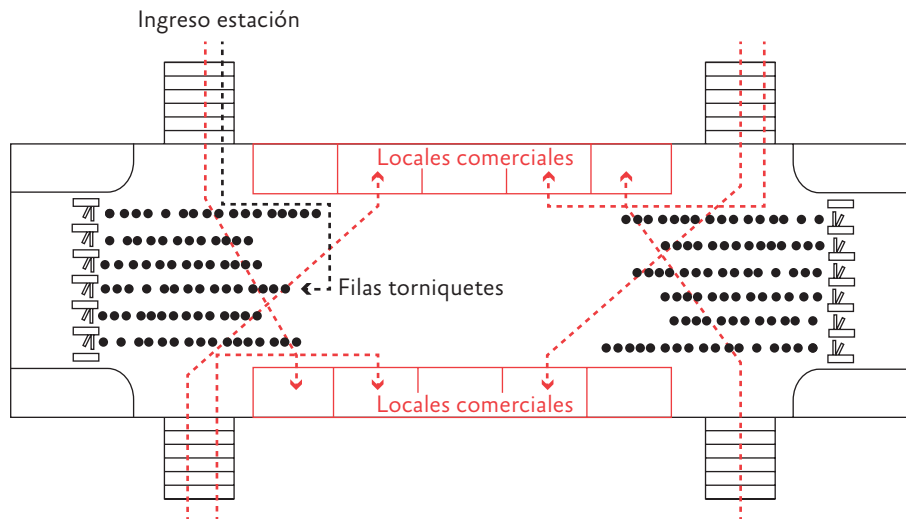 Ingreso estación
Locales comerciales
Filas torniquetes
Locales comerciales